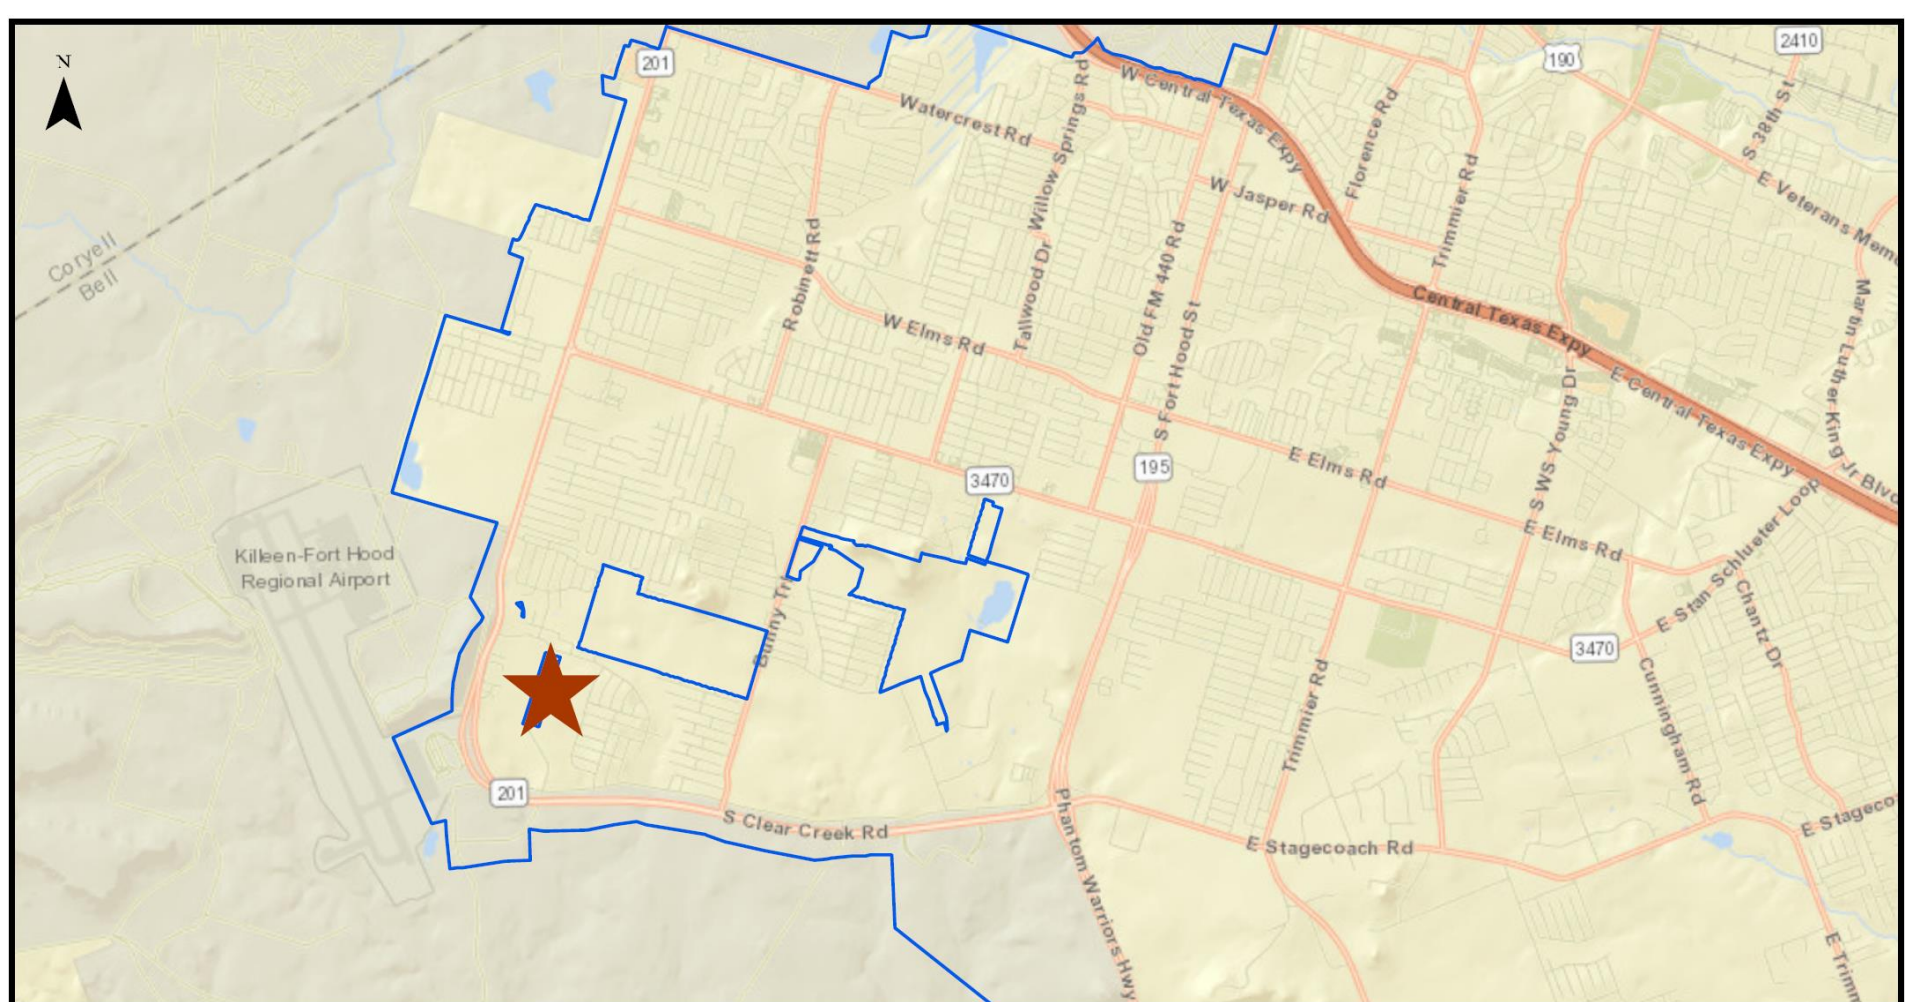 N
201
190
2410
W Central Texas Expy
Watercrest Rd
Willow Springs Rd
Florence Rd
Trimmier Rd
S 38th St
E Veterans Memo
W Jasper Rd
Coryell
Bell
Robinett Rd
Tallwood Dr
Old FM 440 Rd
S Fort Hood St
W Elms Rd
Central Texas Expy
E Central Texas Expy
Martin Luther King Jr Blvd
S WS Young Dr
3470
195
E Elms Rd
E Elms Rd
E Stan Schlueter Loop
Killeen-Fort Hood
Regional Airport
Bunny Trl
Chantz Dr
3470
Trimmier Rd
Cunningham Rd
201
S Clear Creek Rd
Phantom Warriors Hwy
E Stagecoach Rd
E Stageco
E Trimm